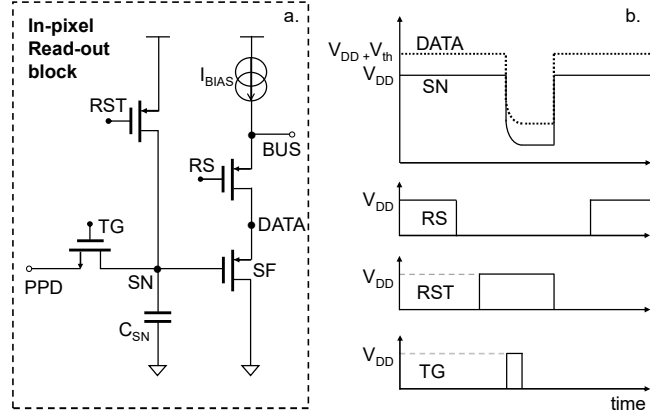 In-pixel
Read-out
block
a.
I_BIAS
RST
BUS
RS
DATA
TG
SF
SN
PPD
C_SN
b.
V_DD + V_th
DATA
V_DD
SN
V_DD
RS
V_DD
RST
V_DD
TG
time